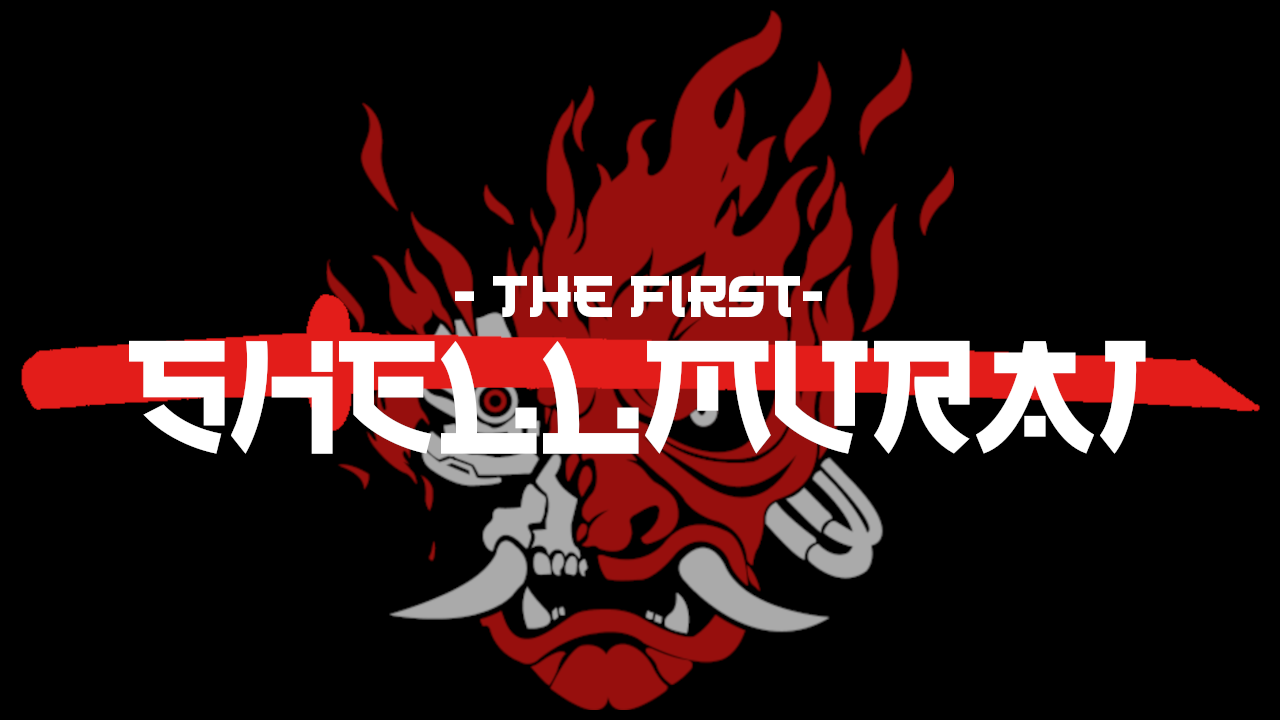 - THE FIRST-
SHELLMURAI